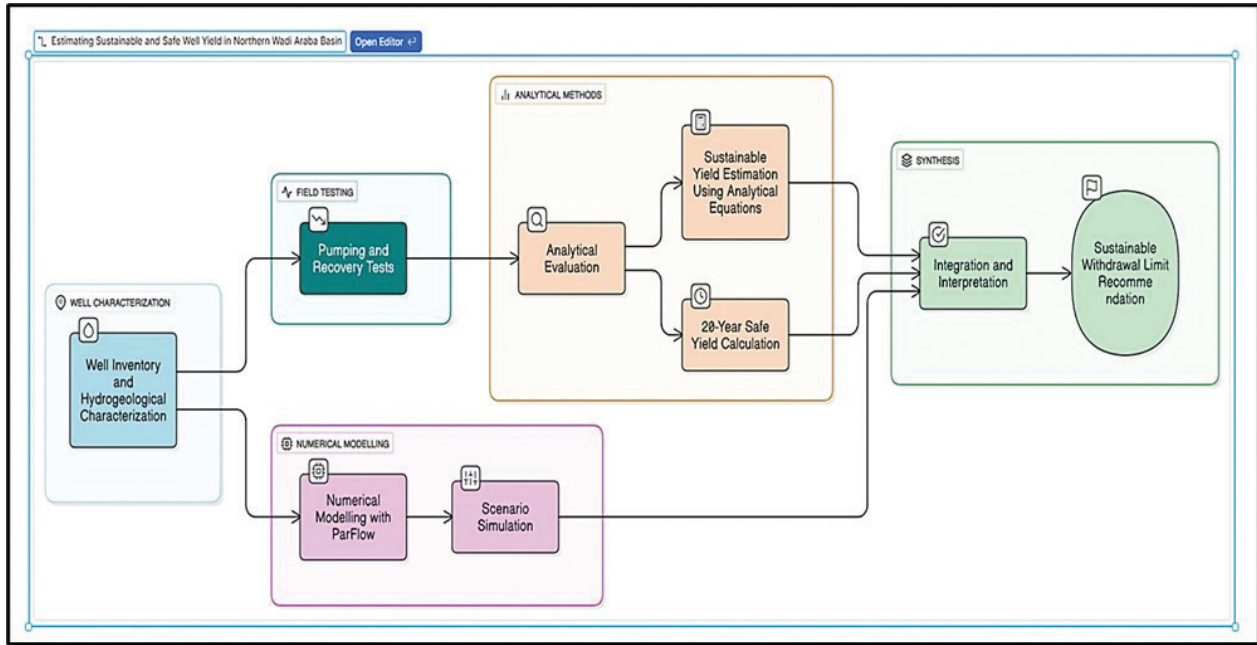 Estimating Sustainable and Safe Well Yield in Northern Wadi Araba Basin
Open Editor ↵
WELL CHARACTERIZATION
Well Inventory
and
Hydrogeological
Characterization
FIELD TESTING
Pumping and
Recovery Tests
NUMERICAL MODELLING
Numerical
Modelling with
ParFlow
Scenario
Simulation
ANALYTICAL METHODS
Analytical
Evaluation
Sustainable
Yield Estimation
Using Analytical
Equations
20-Year Safe
Yield Calculation
SYNTHESIS
Integration and
Interpretation
Sustainable
Withdrawal Limit
Recomme
ndation